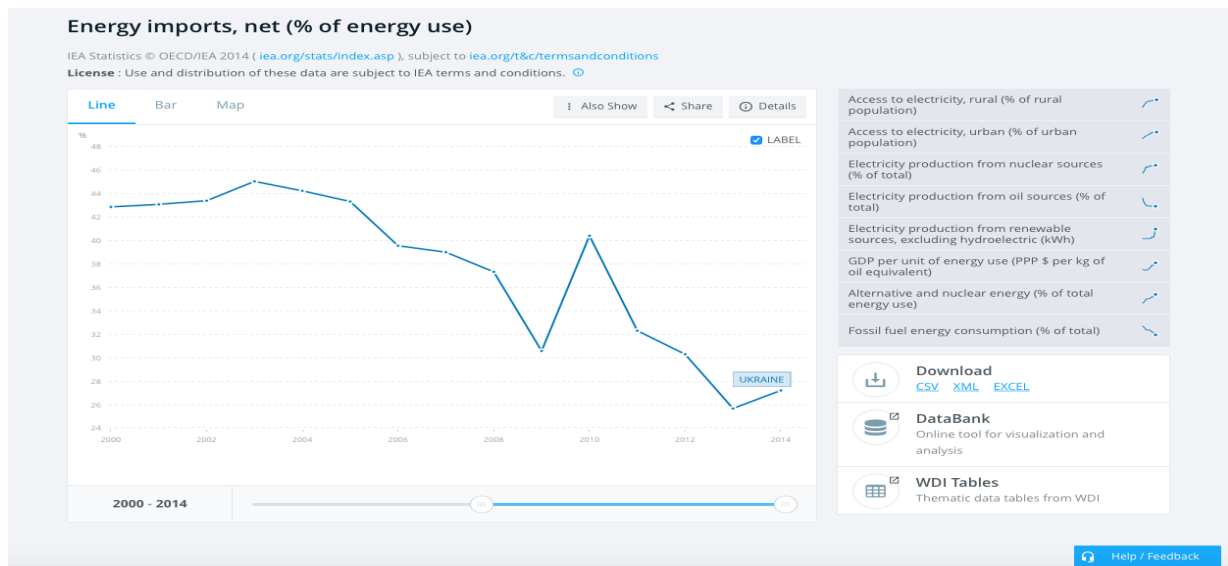 Energy imports, net (% of energy use)
IEA Statistics © OECD/IEA 2014 ( iea.org/stats/index.asp ), subject to iea.org/t&c/termsandconditions
License : Use and distribution of these data are subject to IEA terms and conditions.
Line Bar Map Also Show Share Details
%
LABEL
48
46
44
42
40
38
36
34
32
30
28
26
24
UKRAINE
2000 2002 2004 2006 2008 2010 2012 2014
2000 - 2014
Access to electricity, rural (% of rural
population)
Access to electricity, urban (% of urban
population)
Electricity production from nuclear sources
(% of total)
Electricity production from oil sources (% of
total)
Electricity production from renewable
sources, excluding hydroelectric (kWh)
GDP per unit of energy use (PPP $ per kg of
oil equivalent)
Alternative and nuclear energy (% of total
energy use)
Fossil fuel energy consumption (% of total)
Download
CSV XML EXCEL
DataBank
Online tool for visualization and
analysis
WDI Tables
Thematic data tables from WDI
Help / Feedback